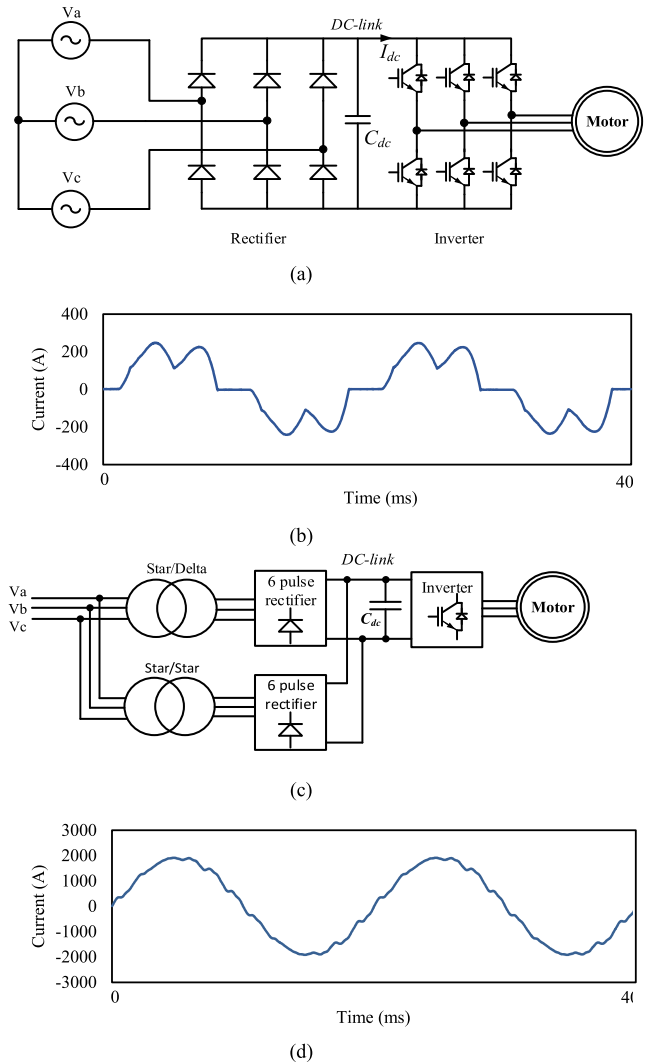 Va
Vb
Vc
DC-link
Idc
Cdc
Motor
Rectifier
Inverter
(a)
400
200
0
-200
-400
Current (A)
0
40
Time (ms)
(b)
Va
Vb
Vc
Star/Delta
6 pulse
rectifier
DC-link
Cdc
Inverter
Motor
Star/Star
6 pulse
rectifier
(c)
3000
2000
1000
0
-1000
-2000
-3000
Current (A)
0
Time (ms)
(d)